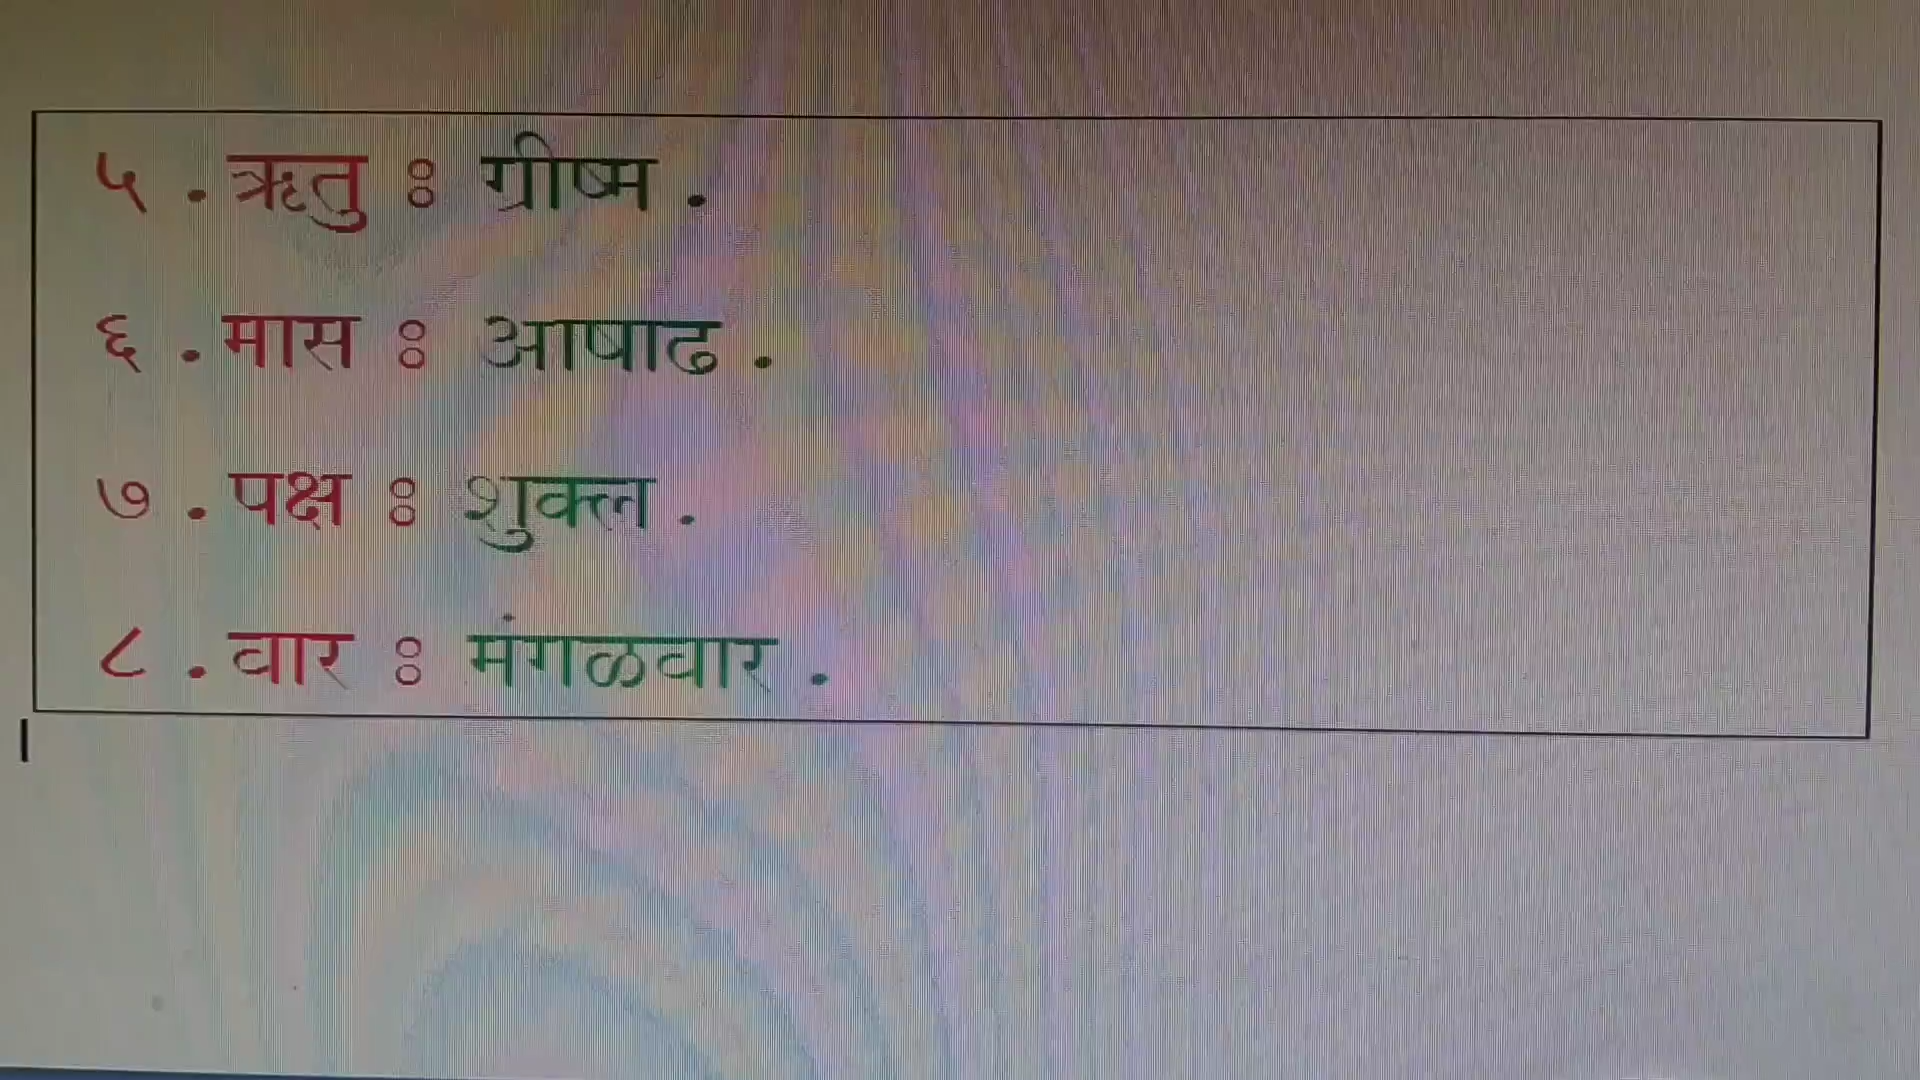 ५ . ऋतु ः ग्रीष्म .
६ . मास ः आषाढ .
७ . पक्ष ः शुक्ल .
८ . वार ः मंगळवार .